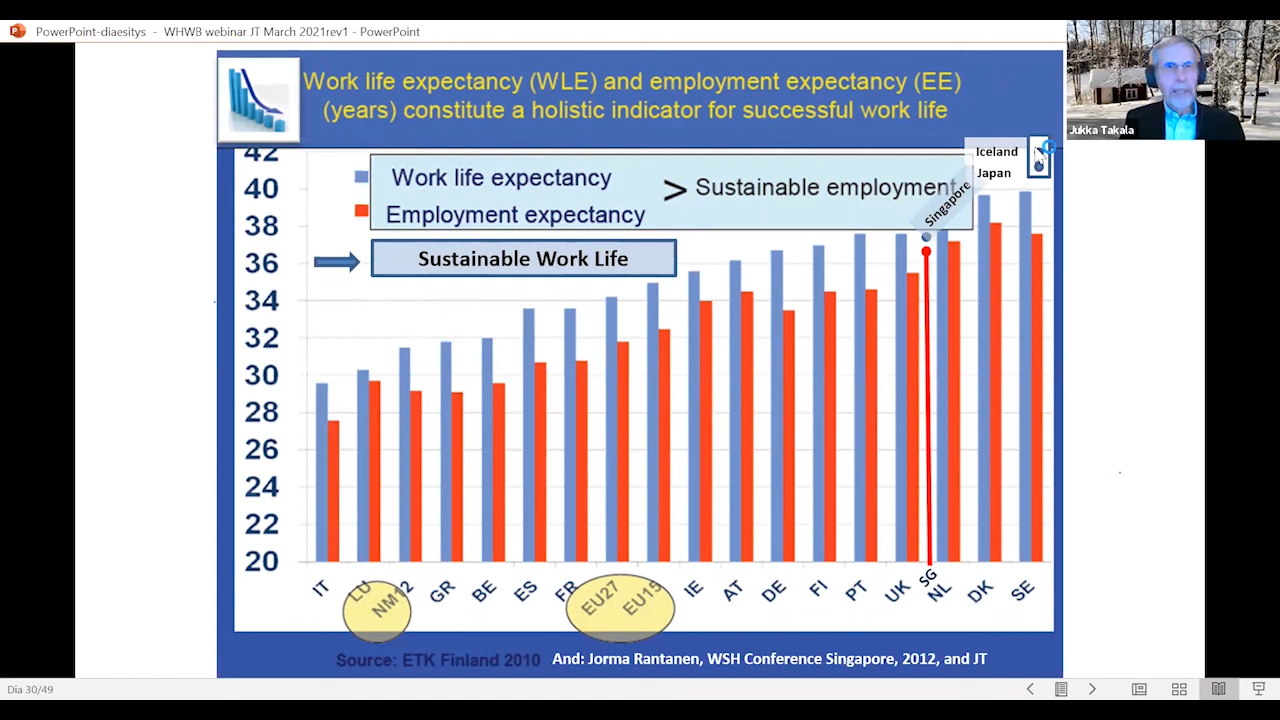 PowerPoint-diaesitys - WHWB webinar JT March 2021rev1 - PowerPoint
Jukka Takala
Work life expectancy (WLE) and employment expectancy (EE)
(years) constitute a holistic indicator for successful work life
Iceland
Japan
Singapore
Work life expectancy
Employment expectancy
> Sustainable employment
Sustainable Work Life
42
40
38
36
34
32
30
28
26
24
22
20
IT
LU
NM12
GR
BE
ES
FR
EU27
EU15
IE
AT
DE
FI
PT
UK
SG
NL
DK
SE
Source: ETK Finland 2010 And: Jorma Rantanen, WSH Conference Singapore, 2012, and JT
Dia 30/49